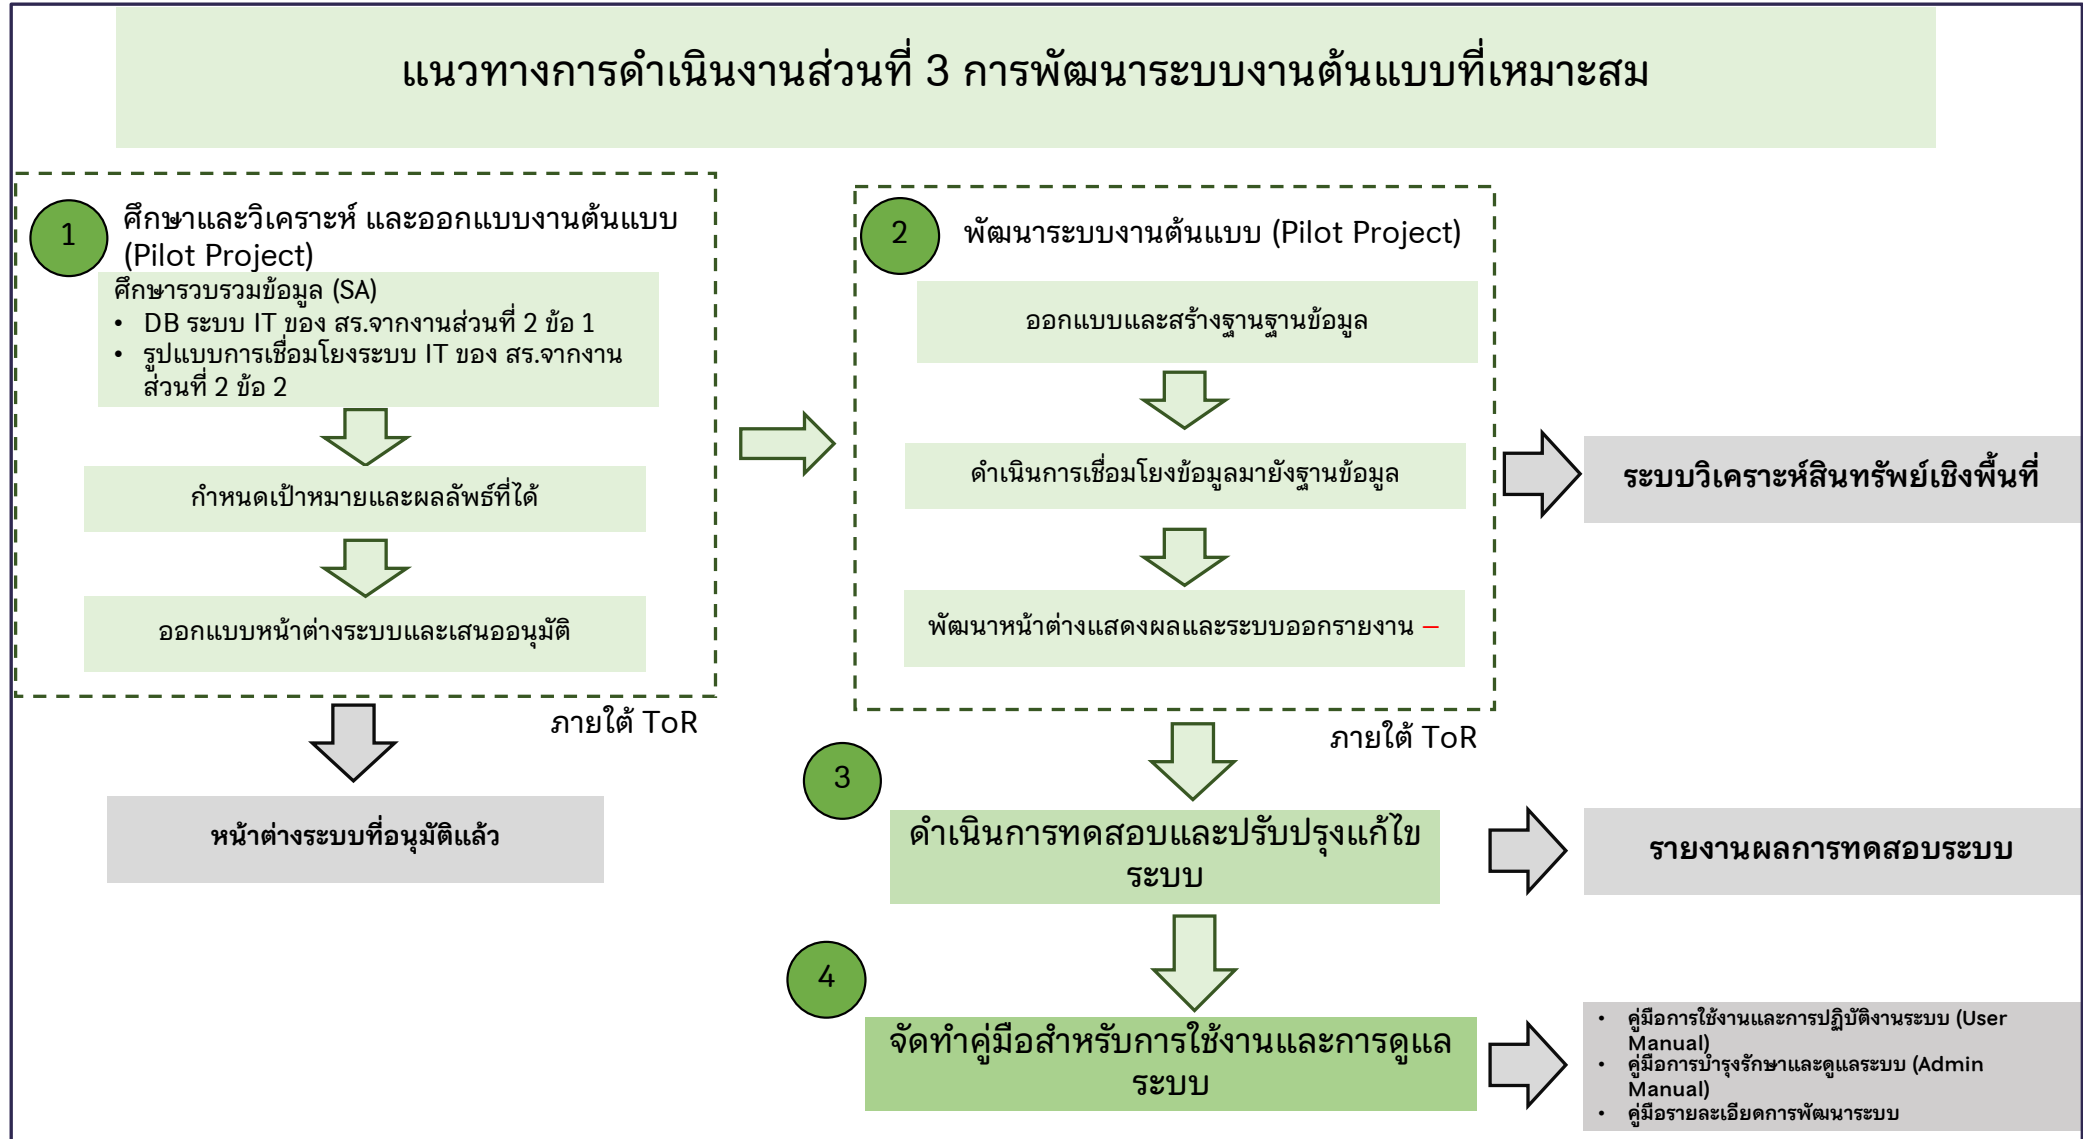 แนวทางการดำเนินงานส่วนที่ 3 การพัฒนาระบบงานต้นแบบที่เหมาะสม
1
ศึกษาและวิเคราะห์ และออกแบบงานต้นแบบ
(Pilot Project)
ศึกษารวบรวมข้อมูล (SA)
• DB ระบบ IT ของ สร.จากงานส่วนที่ 2 ข้อ 1
• รูปแบบการเชื่อมโยงระบบ IT ของ สร.จากงาน
ส่วนที่ 2 ข้อ 2
กำหนดเป้าหมายและผลลัพธ์ที่ได้
ออกแบบหน้าต่างระบบและเสนออนุมัติ
ภายใต้ ToR
หน้าต่างระบบที่อนุมัติแล้ว
2
พัฒนาระบบงานต้นแบบ (Pilot Project)
ออกแบบและสร้างฐานฐานข้อมูล
ดำเนินการเชื่อมโยงข้อมูลมายังฐานข้อมูล
พัฒนาหน้าต่างแสดงผลและระบบออกรายงาน –
ภายใต้ ToR
ระบบวิเคราะห์สินทรัพย์เชิงพื้นที่
3
ดำเนินการทดสอบและปรับปรุงแก้ไข
ระบบ
รายงานผลการทดสอบระบบ
4
จัดทำคู่มือสำหรับการใช้งานและการดูแล
ระบบ
• คู่มือการใช้งานและการปฏิบัติงานระบบ (User
Manual)
• คู่มือการบำรุงรักษาและดูแลระบบ (Admin
Manual)
• คู่มือรายละเอียดการพัฒนาระบบ